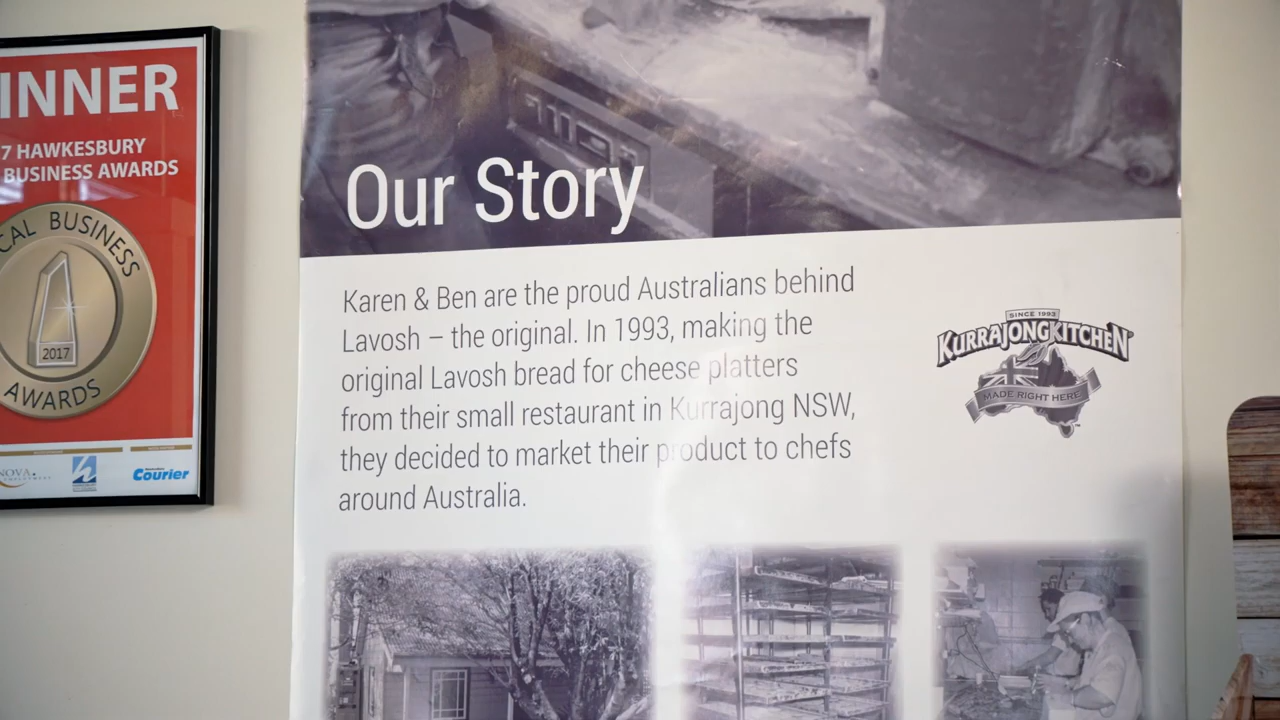 INNER
7 HAWKESBURY
BUSINESS AWARDS
CAL BUSINESS
2017
AWARDS
Courier
Our Story
Karen & Ben are the proud Australians behind
Lavosh – the original. In 1993, making the
original Lavosh bread for cheese platters
from their small restaurant in Kurrajong NSW,
they decided to market their product to chefs
around Australia.
SINCE 1993
KURRAJONG KITCHEN
MADE RIGHT HERE